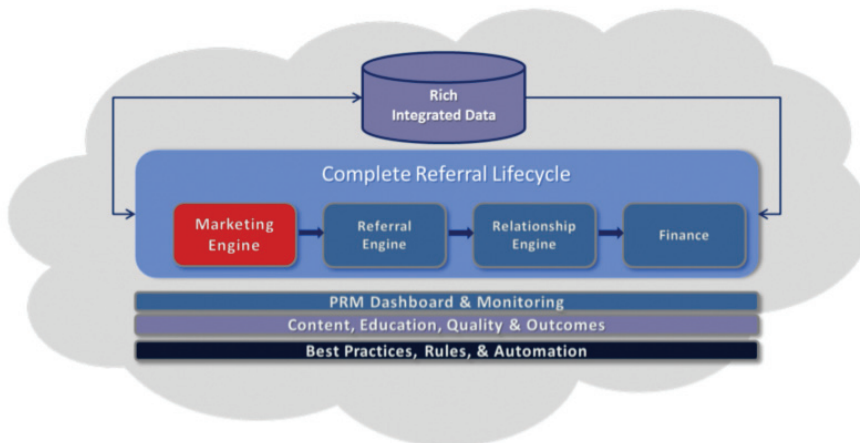 Rich
Integrated Data
Complete Referral Lifecycle
Marketing
Engine
Referral
Engine
Relationship
Engine
Finance
PRM Dashboard & Monitoring
Content, Education, Quality & Outcomes
Best Practices, Rules, & Automation